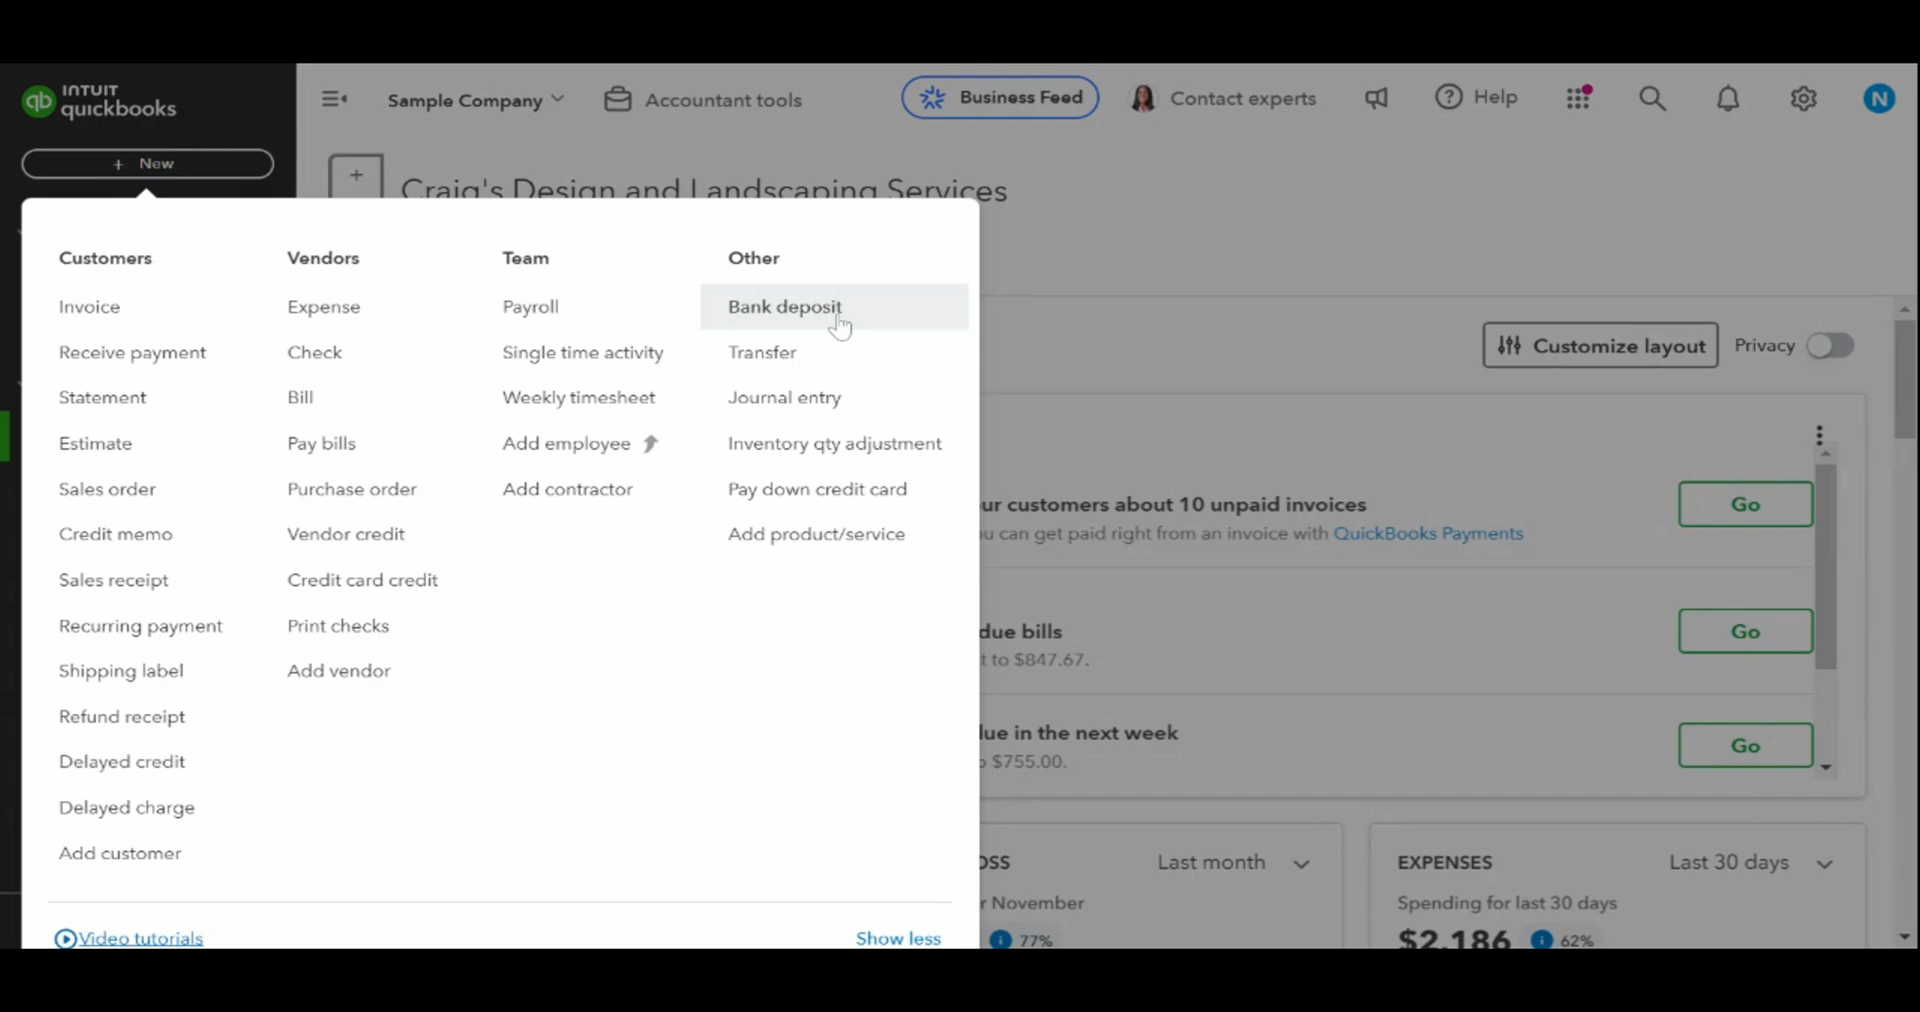 INTUIT
qb quickbooks
Sample Company
Accountant tools
Business Feed
Contact experts
Help
N
+ New
+
Craig's Design and Landscaping Services
Customers
Invoice
Receive payment
Statement
Estimate
Sales order
Credit memo
Sales receipt
Recurring payment
Shipping label
Refund receipt
Delayed credit
Delayed charge
Add customer
Vendors
Expense
Check
Bill
Pay bills
Purchase order
Vendor credit
Credit card credit
Print checks
Add vendor
Team
Payroll
Single time activity
Weekly timesheet
Add employee
Add contractor
Other
Bank deposit
Transfer
Journal entry
Inventory qty adjustment
Pay down credit card
Add product/service
Video tutorials
Show less
Customize layout
Privacy
customers about 10 unpaid invoices
can get paid right from an invoice with QuickBooks Payments
Go
due bills
to $847.67.
Go
in the next week
$755.00.
Go
Last month
November
77%
EXPENSES
Last 30 days
Spending for last 30 days
$2,186
62%